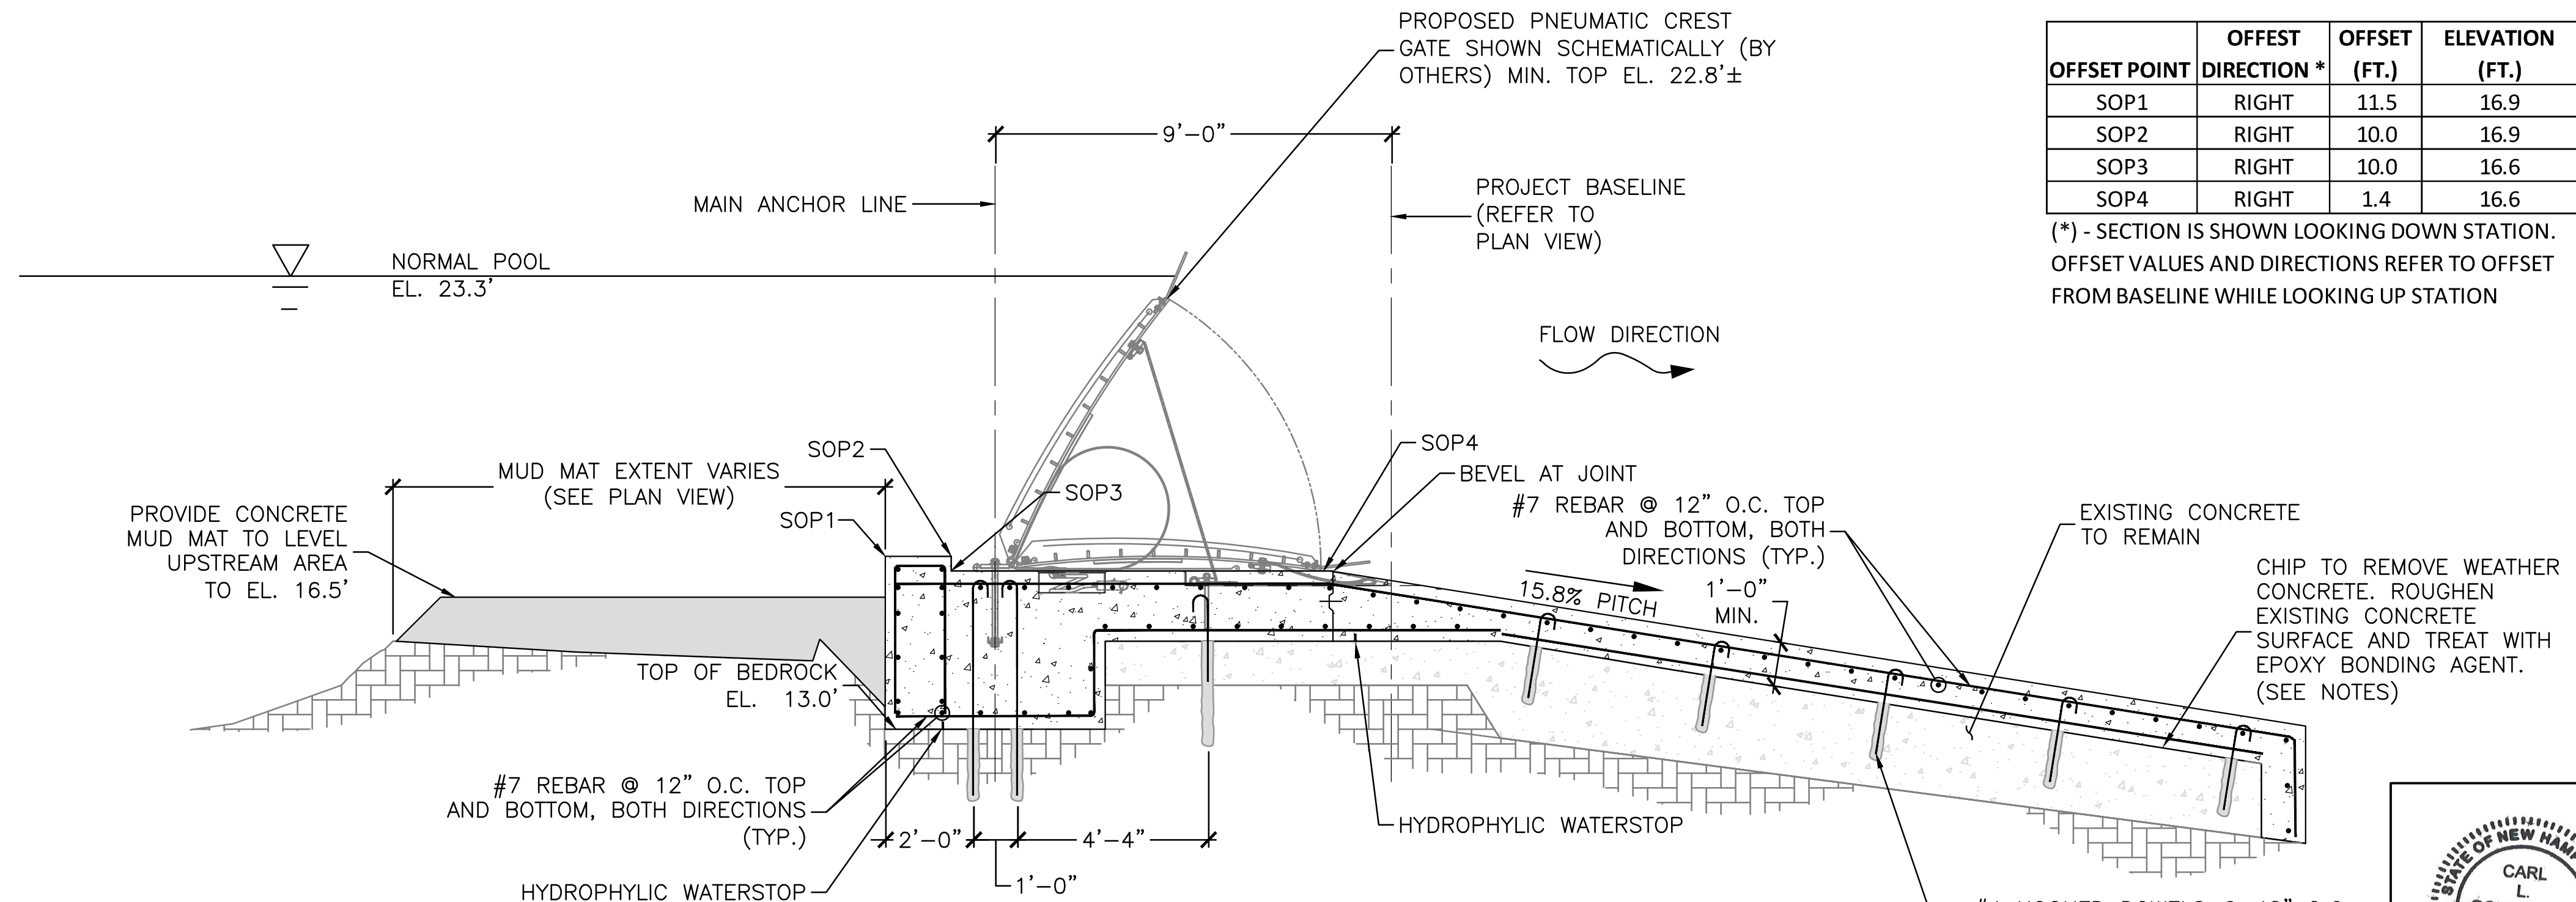 PROPOSED PNEUMATIC CREST
GATE SHOWN SCHEMATICALLY (BY
OTHERS) MIN. TOP EL. 22.8'±
OFFSET POINT OFFEST DIRECTION * OFFSET (FT.) ELEVATION (FT.)
SOP1 RIGHT 11.5 16.9
SOP2 RIGHT 10.0 16.9
SOP3 RIGHT 10.0 16.6
SOP4 RIGHT 1.4 16.6
(*) - SECTION IS SHOWN LOOKING DOWN STATION.
OFFSET VALUES AND DIRECTIONS REFER TO OFFSET
FROM BASELINE WHILE LOOKING UP STATION
9'-0"
MAIN ANCHOR LINE
PROJECT BASELINE
(REFER TO
PLAN VIEW)
NORMAL POOL
EL. 23.3'
FLOW DIRECTION
SOP2
SOP4
MUD MAT EXTENT VARIES
(SEE PLAN VIEW)
BEVEL AT JOINT
SOP3
SOP1
#7 REBAR @ 12" O.C. TOP
AND BOTTOM, BOTH
DIRECTIONS (TYP.)
PROVIDE CONCRETE
MUD MAT TO LEVEL
UPSTREAM AREA
TO EL. 16.5'
EXISTING CONCRETE
TO REMAIN
15.8% PITCH
1'-0"
MIN.
CHIP TO REMOVE WEATHER
CONCRETE. ROUGHEN
EXISTING CONCRETE
SURFACE AND TREAT WITH
EPOXY BONDING AGENT.
(SEE NOTES)
TOP OF BEDROCK
EL. 13.0'
#7 REBAR @ 12" O.C. TOP
AND BOTTOM, BOTH DIRECTIONS
(TYP.)
HYDROPHYLIC WATERSTOP
2'-0"
4'-4"
1'-0"
HYDROPHYLIC WATERSTOP
STATE OF NEW
CARL
L.